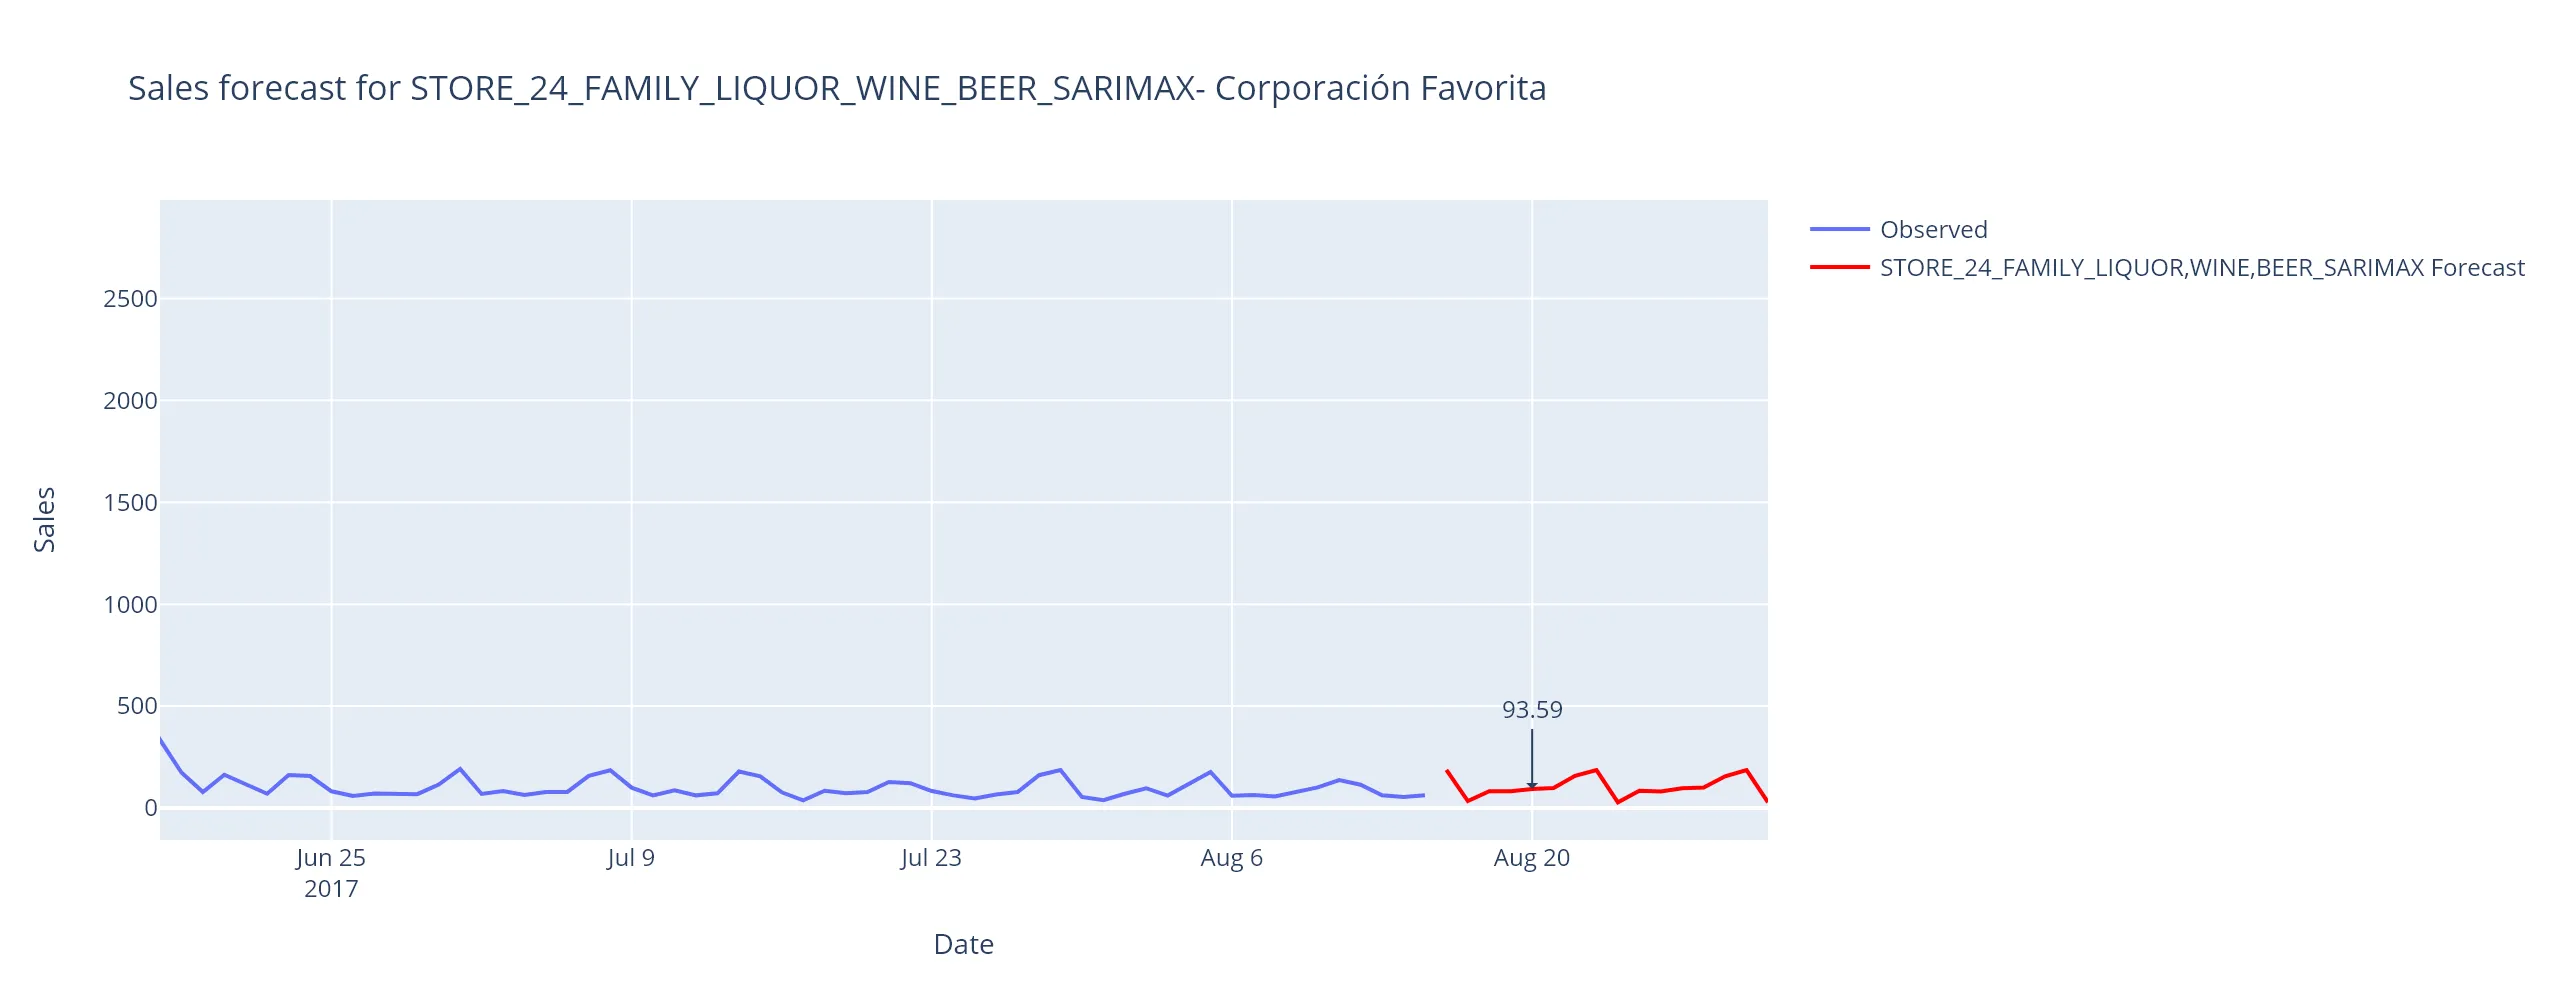 Sales forecast for STORE_24_FAMILY_LIQUOR_WINE_BEER_SARIMAX- Corporación Favorita
Observed
STORE_24_FAMILY_LIQUOR,WINE,BEER_SARIMAX Forecast
2500
2000
1500
1000
500
0
Sales
93.59
Jun 25
2017
Jul 9
Jul 23
Aug 6
Aug 20
Date